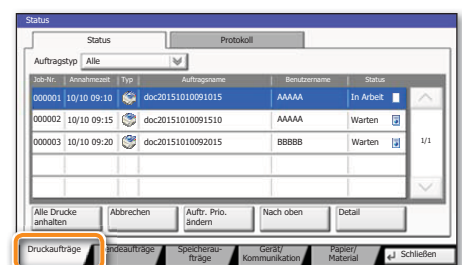 Status
Status Protokoll
Auftragstyp Alle
Job-Nr. Annahmezeit Typ Auftragsname Benutzername Status
000001 10/10 09:10 doc20151010091015 AAAAA In Arbeit
000002 10/10 09:15 doc20151010091510 AAAAA Warten
000003 10/10 09:20 doc20151010092015 BBBBB Warten
1/1
Alle Drucke anhalten Abbrechen Auftr. Prio. ändern Nach oben Detail
Druckaufträge endeaufträge Speicherau-fträge Gerät/Kommunikation Papier/Material Schließen